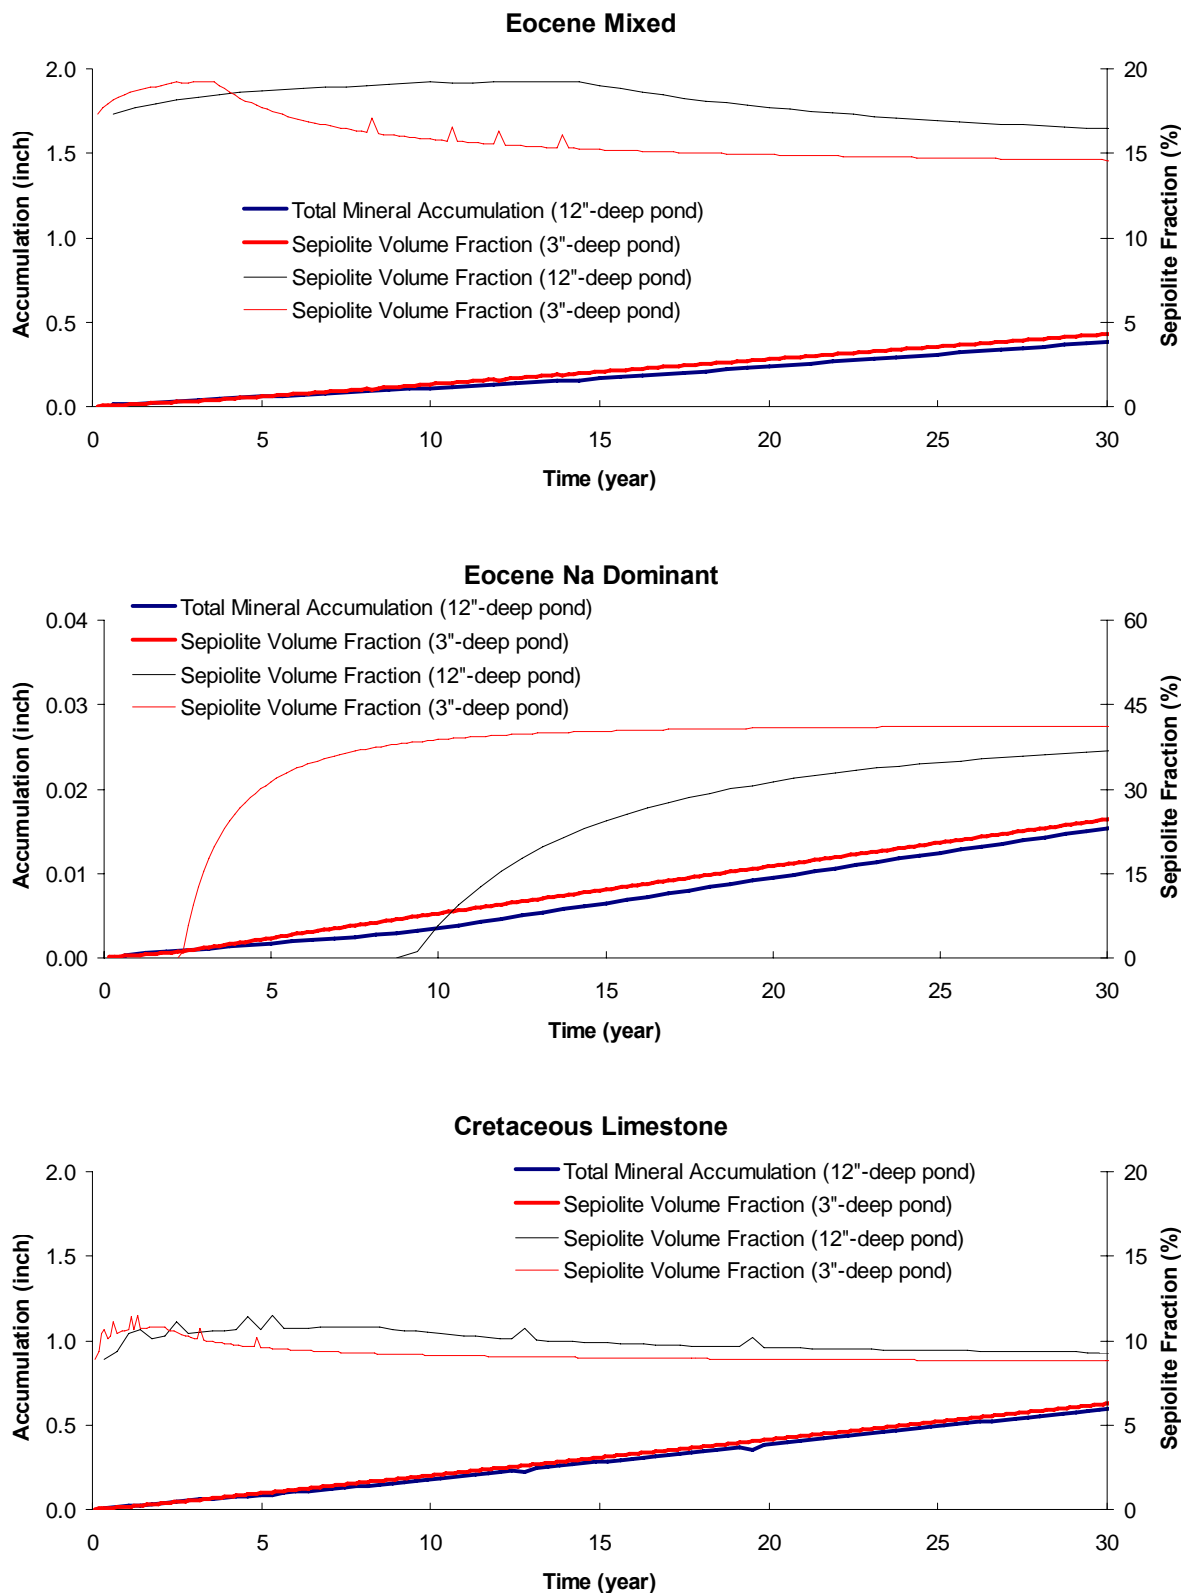 Eocene Mixed
2.0
1.5
1.0
0.5
0.0
Accumulation (inch)
20
15
10
5
0
Sepiolite Fraction (%)
Total Mineral Accumulation (12"-deep pond)
Sepiolite Volume Fraction (3"-deep pond)
Sepiolite Volume Fraction (12"-deep pond)
Sepiolite Volume Fraction (3"-deep pond)
0 5 10 15 20 25 30
Time (year)
Eocene Na Dominant
0.04
0.03
0.02
0.01
0.00
Accumulation (inch)
60
45
30
15
0
Sepiolite Fraction (%)
Total Mineral Accumulation (12"-deep pond)
Sepiolite Volume Fraction (3"-deep pond)
Sepiolite Volume Fraction (12"-deep pond)
Sepiolite Volume Fraction (3"-deep pond)
0 5 10 15 20 25 30
Time (year)
Cretaceous Limestone
2.0
1.5
1.0
0.5
0.0
Accumulation (inch)
20
15
10
5
0
Sepiolite Fraction (%)
Total Mineral Accumulation (12"-deep pond)
Sepiolite Volume Fraction (3"-deep pond)
Sepiolite Volume Fraction (12"-deep pond)
Sepiolite Volume Fraction (3"-deep pond)
0 5 10 15 20 25 30
Time (year)